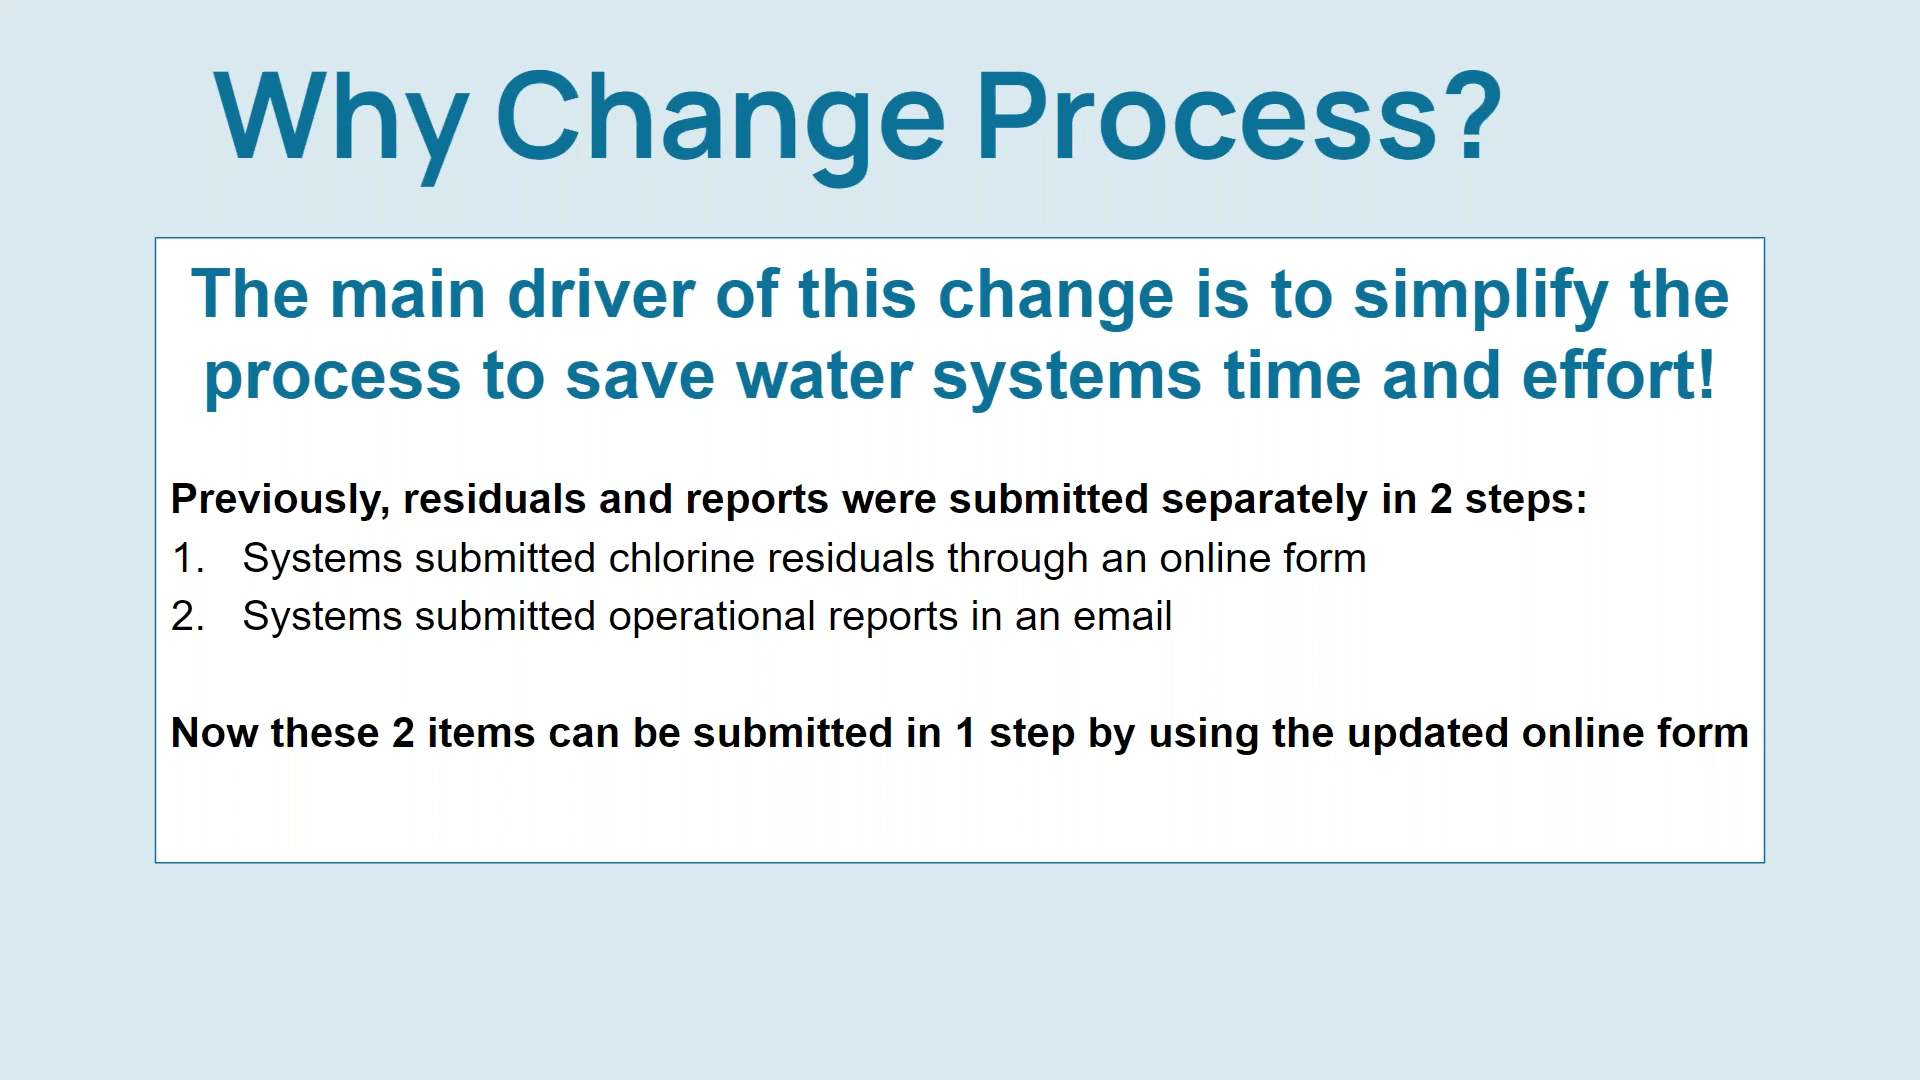 Why Change Process?
The main driver of this change is to simplify the
process to save water systems time and effort!
Previously, residuals and reports were submitted separately in 2 steps:
1. Systems submitted chlorine residuals through an online form
2. Systems submitted operational reports in an email
Now these 2 items can be submitted in 1 step by using the updated online form